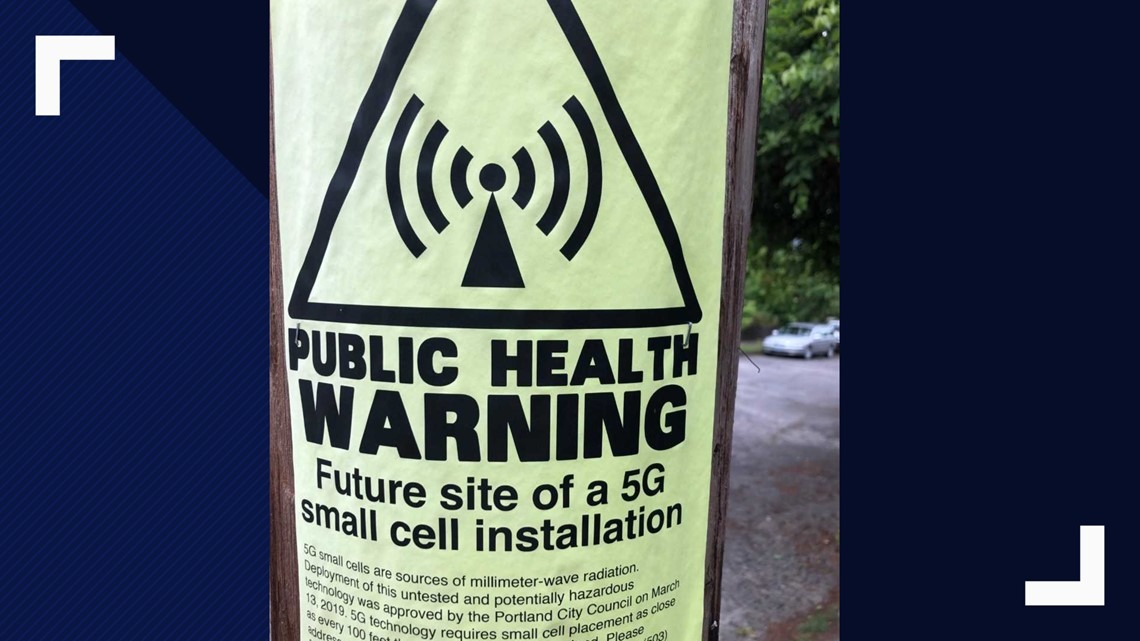 PUBLIC HEALTH
WARNING
Future site of a 5G
small cell installation
5G small cells are sources of millimeter-wave radiation.
Deployment of this untested and potentially hazardous
technology was approved by the Portland City Council on March
13, 2019. 5G technology requires small cell placement as close
as every 100 feet Please
(503)